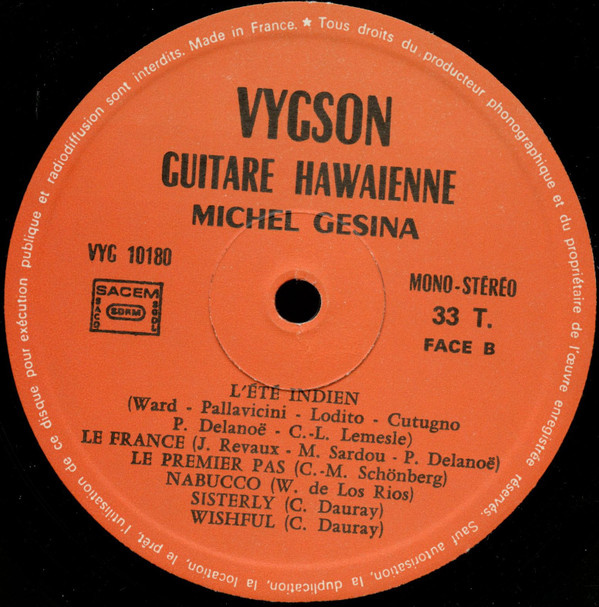 VYGSON
GUITARE HAWAIENNE
MICHEL GESINA
VYG 10180
SACEM
SACD
SDRM
SGDL
MONO-STÉRÉO
33 T.
FACE B
L'ÉTÉ INDIEN
(Ward - Pallavicini - Lodito - Cutugno
P. Delanoë - C.-L. Lemesle)
LE FRANCE (J. Revaux - M. Sardou - P. Delanoë)
LE PREMIER PAS (C.-M. Schönberg)
NABUCCO (W. de Los Rios)
SISTERLY (C. Dauray)
WISHFUL (C. Dauray)
★ Tous droits du producteur phonographique et du propriétaire de l'œuvre enregistrée réservés. Sauf autorisation, la duplication, la location, le prêt, l'utilisation de ce disque pour exécution publique et radiodiffusion sont interdits. Made in France.